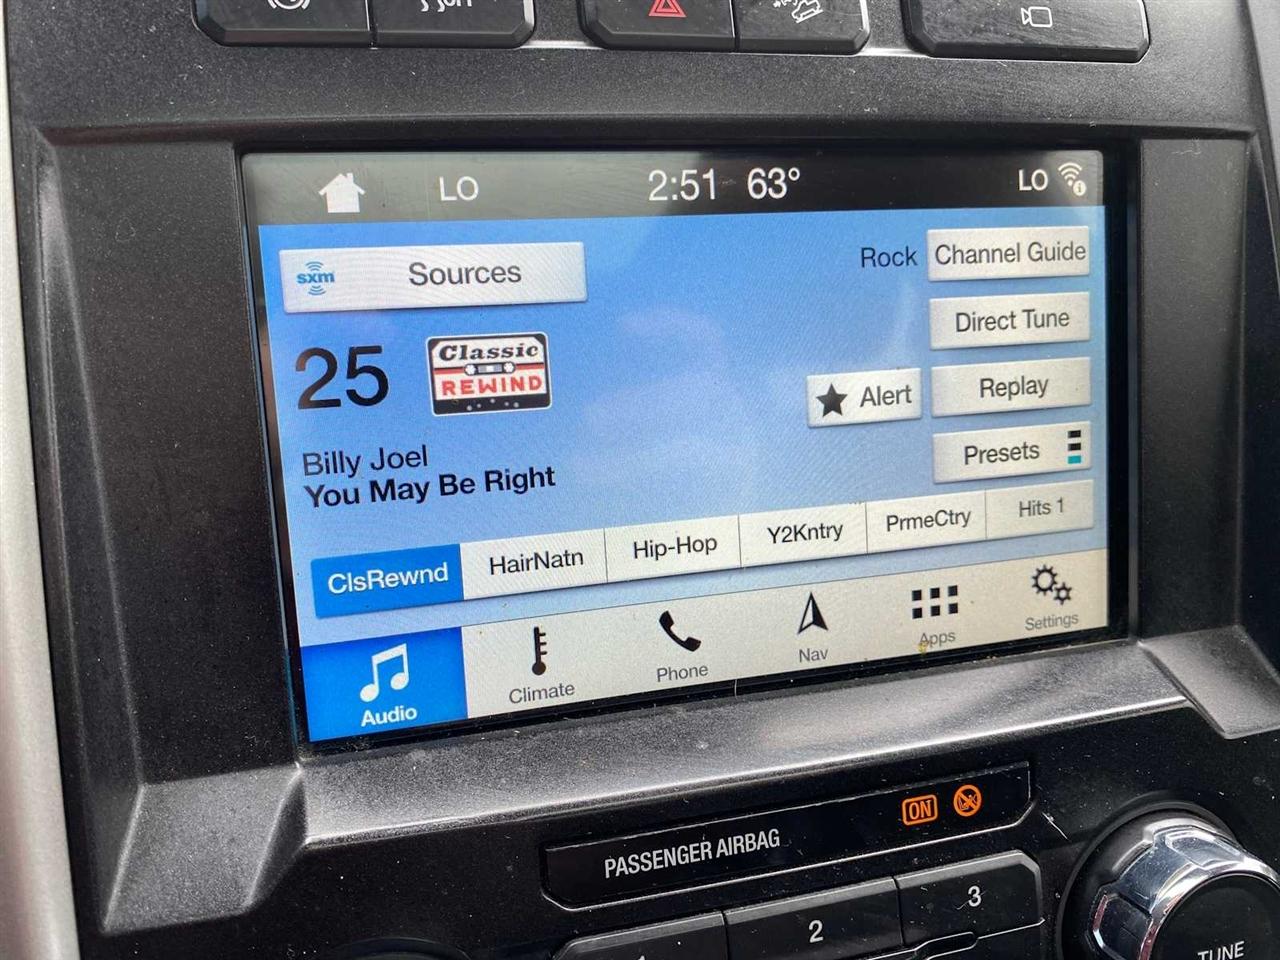 OFF
LO 2:51 63° LO
sxm Sources
Rock Channel Guide
Direct Tune
25 Classic
REWIND
Alert Replay
Presets
Billy Joel
You May Be Right
ClsRewnd HairNatn Hip-Hop Y2Kntry PrmeCtry Hits 1
Audio Climate Phone Nav Apps Settings
PASSENGER AIRBAG ON
2 3
TUNE